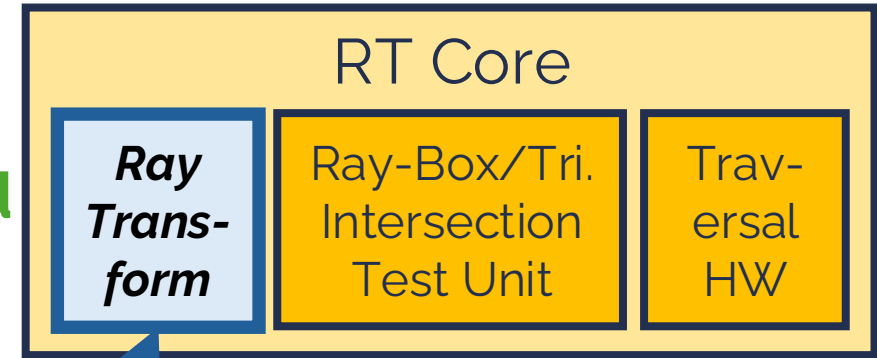 RT Core
Ray
Trans-
form
Ray-Box/Tri.
Intersection
Test Unit
Trav-
ersal
HW